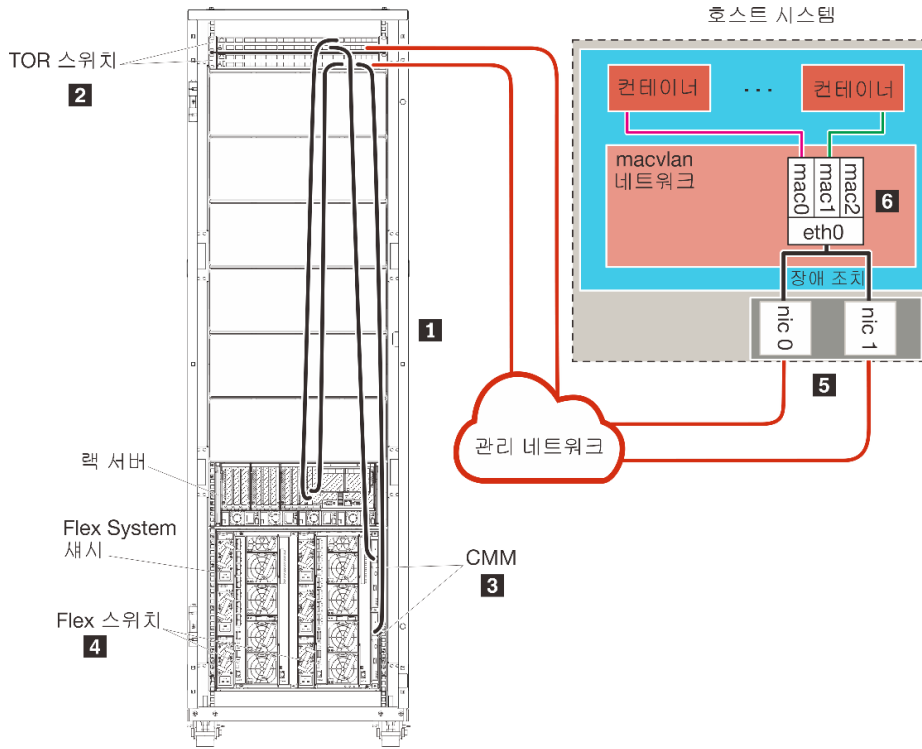 호스트 시스템
TOR 스위치
2
컨테이너
...
컨테이너
macvlan
네트워크
mac0
mac1
mac2
6
eth0
장애 조치
nic 0
nic 1
5
1
관리 네트워크
랙 서버
Flex System
섀시
CMM
3
Flex 스위치
4